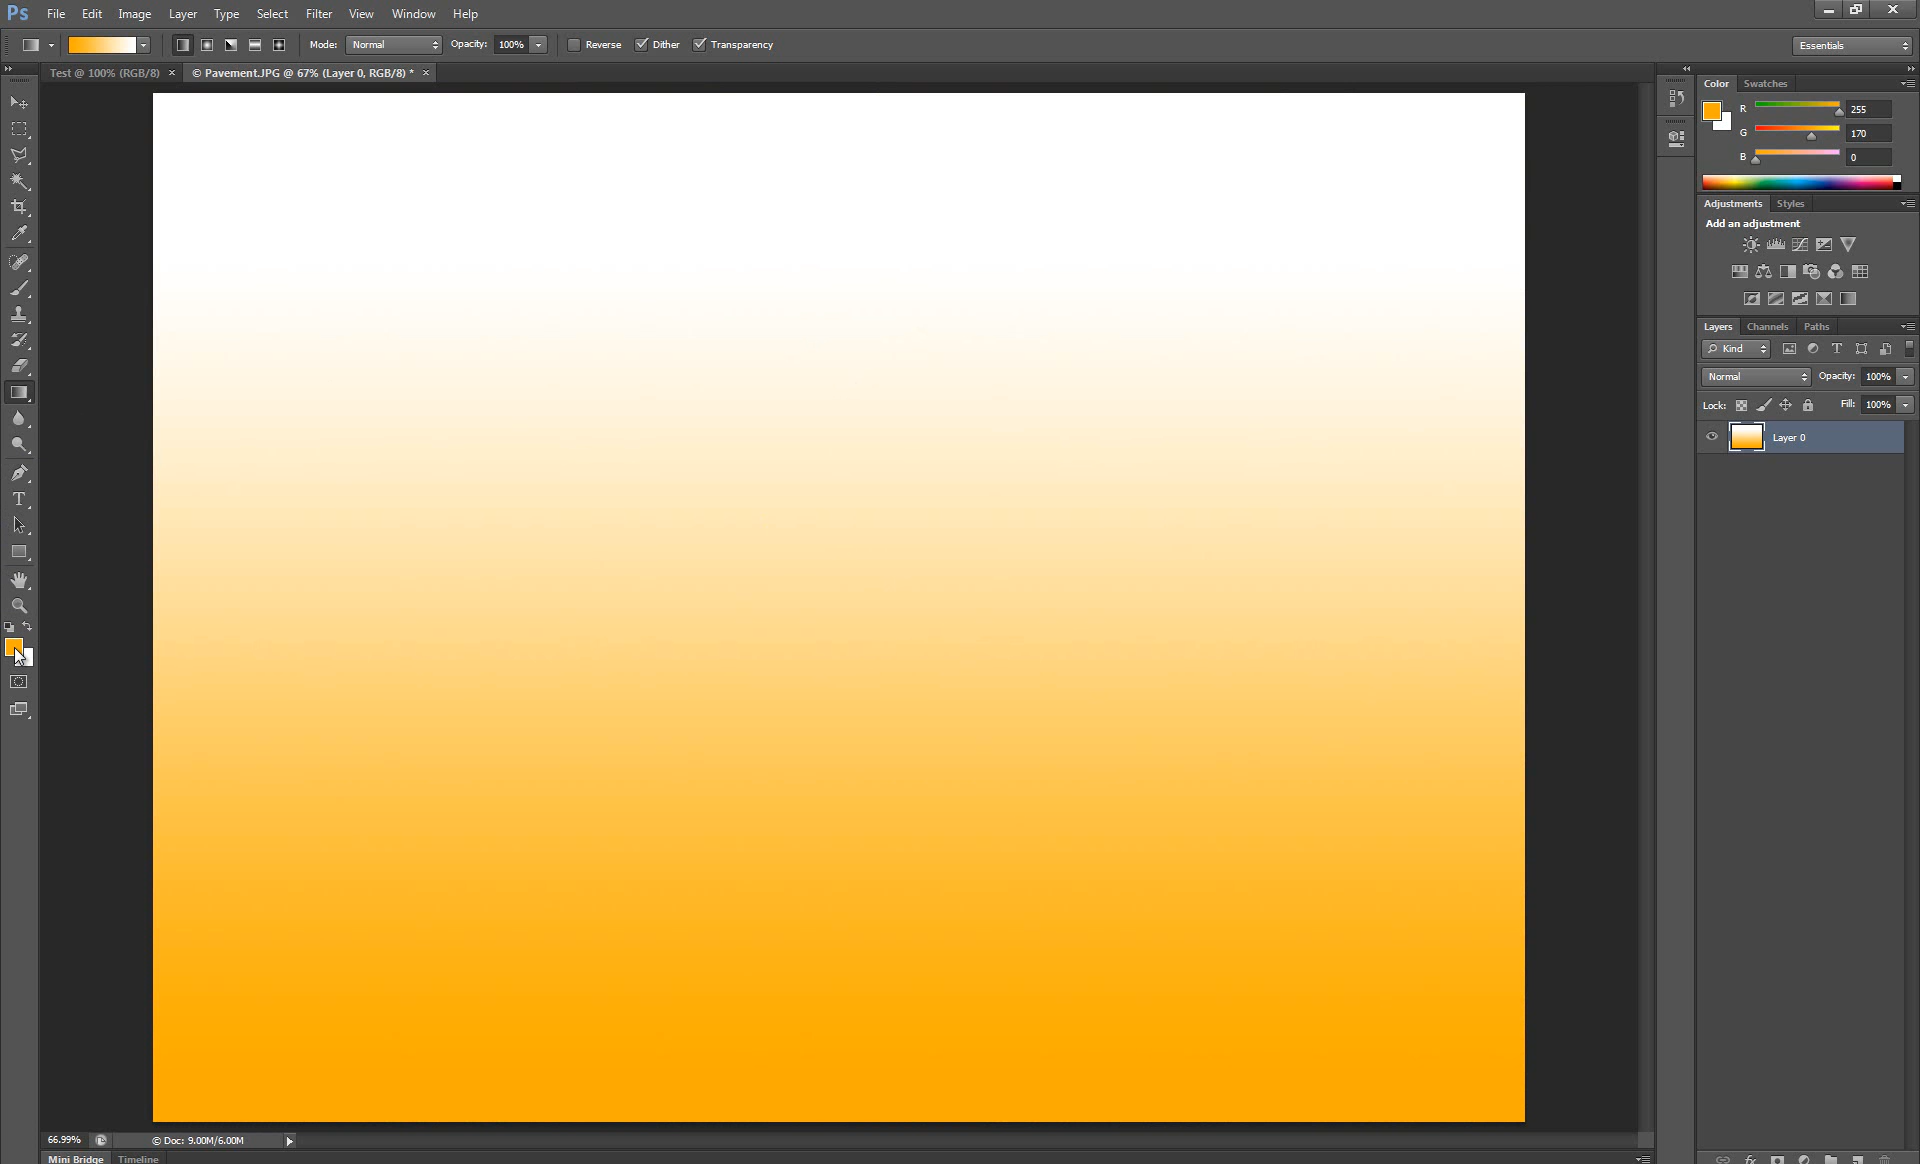 Ps File Edit Image Layer Type Select Filter View Window Help
Mode: Normal Opacity: 100% Reverse Dither Transparency Essentials
Test @ 100% (RGB/8) × © Pavement.JPG @ 67% (Layer 0, RGB/8) * ×
Color Swatches
R 255
G 170
B 0
Adjustments Styles
Add an adjustment
Layers Channels Paths
Kind
Normal Opacity: 100%
Lock: Fill: 100%
Layer 0
66.99% © Doc: 9.00M/6.00M
Mini Bridge Timeline